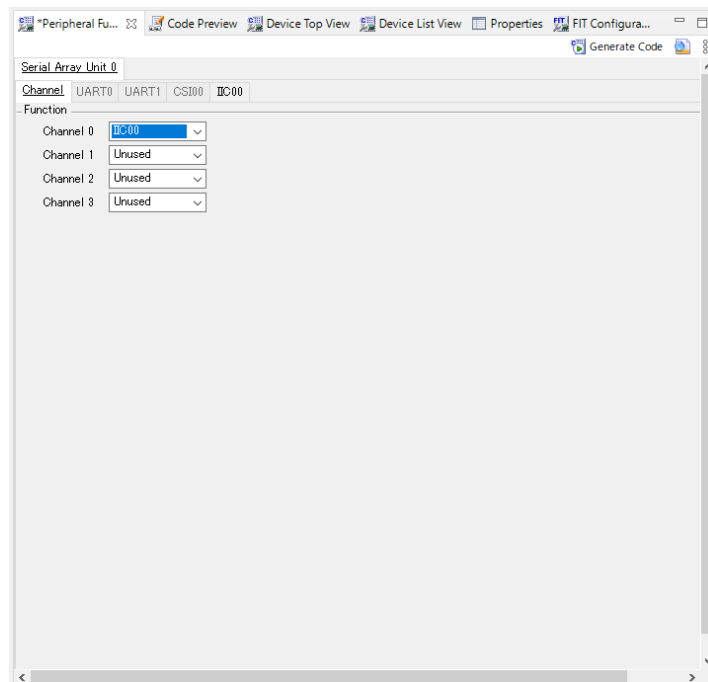 *Peripheral Fu... Code Preview Device Top View Device List View Properties FIT FIT Configura...
Generate Code
Serial Array Unit 0
Channel UART0 UART1 CSI00 IIC00
Function
Channel 0 IIC00
Channel 1 Unused
Channel 2 Unused
Channel 3 Unused